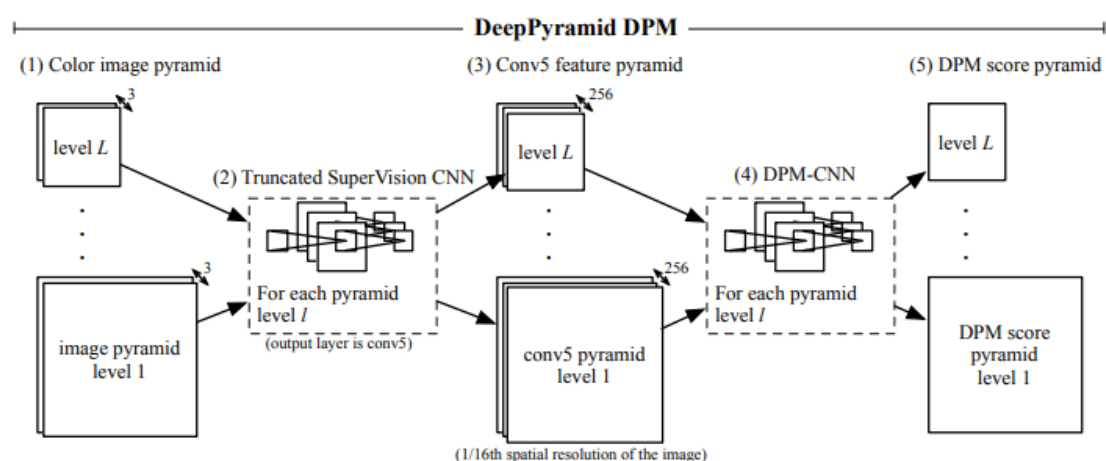 DeepPyramid DPM
(1) Color image pyramid
(3) Conv5 feature pyramid
(5) DPM score pyramid
3
256
level L
level L
level L
(2) Truncated SuperVision CNN
(4) DPM-CNN
3
256
For each pyramid
level l
(output layer is conv5)
For each pyramid
level l
image pyramid
level 1
conv5 pyramid
level 1
DPM score
pyramid
level 1
(1/16th spatial resolution of the image)